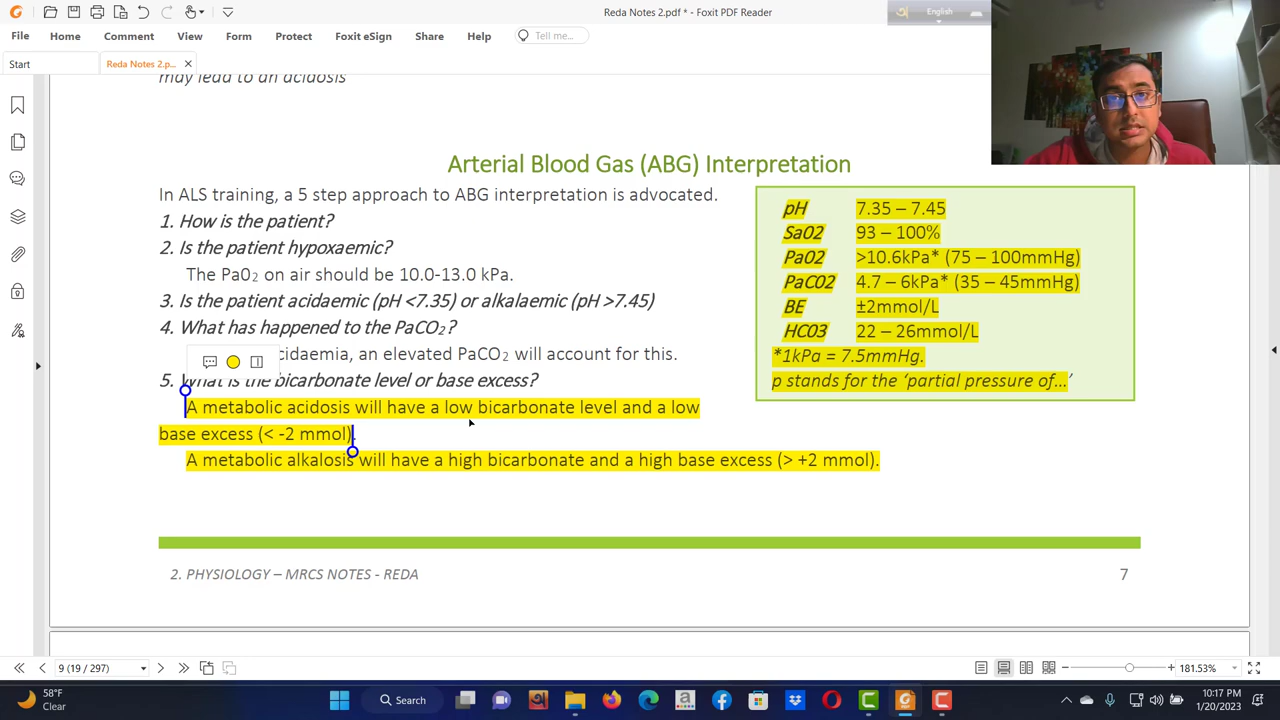 Reda Notes 2.pdf * - Foxit PDF Reader
English
File Home Comment View Form Protect Foxit eSign Share Help Tell me...
Start Reda Notes 2.p...
may lead to an acidosis
Arterial Blood Gas (ABG) Interpretation
In ALS training, a 5 step approach to ABG interpretation is advocated.
1. How is the patient?
2. Is the patient hypoxaemic?
The Pa0₂ on air should be 10.0-13.0 kPa.
3. Is the patient acidaemic (pH <7.35) or alkalaemic (pH >7.45)
4. What has happened to the PaCO₂?
cidaemia, an elevated PaCO₂ will account for this.
5. What is the bicarbonate level or base excess?
A metabolic acidosis will have a low bicarbonate level and a low
base excess (< -2 mmol).
A metabolic alkalosis will have a high bicarbonate and a high base excess (> +2 mmol).
pH 7.35 – 7.45
Sa02 93 – 100%
Pa02 >10.6kPa* (75 – 100mmHg)
PaC02 4.7 – 6kPa* (35 – 45mmHg)
BE ±2mmol/L
HC03 22 – 26mmol/L
*1kPa = 7.5mmHg.
p stands for the ‘partial pressure of...’
2. PHYSIOLOGY – MRCS NOTES - REDA 7
9 (19 / 297) 181.53%
58°F
Clear
Search
10:17 PM
1/20/2023